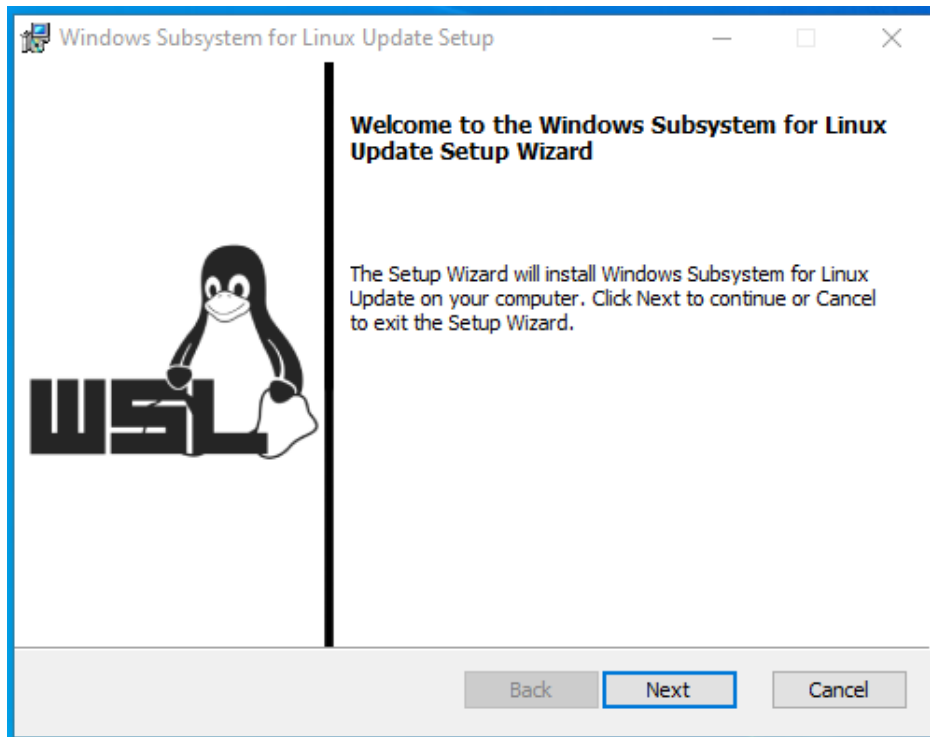 Windows Subsystem for Linux Update Setup
Welcome to the Windows Subsystem for Linux
Update Setup Wizard
The Setup Wizard will install Windows Subsystem for Linux
Update on your computer. Click Next to continue or Cancel
to exit the Setup Wizard.
WSL
Back
Next
Cancel